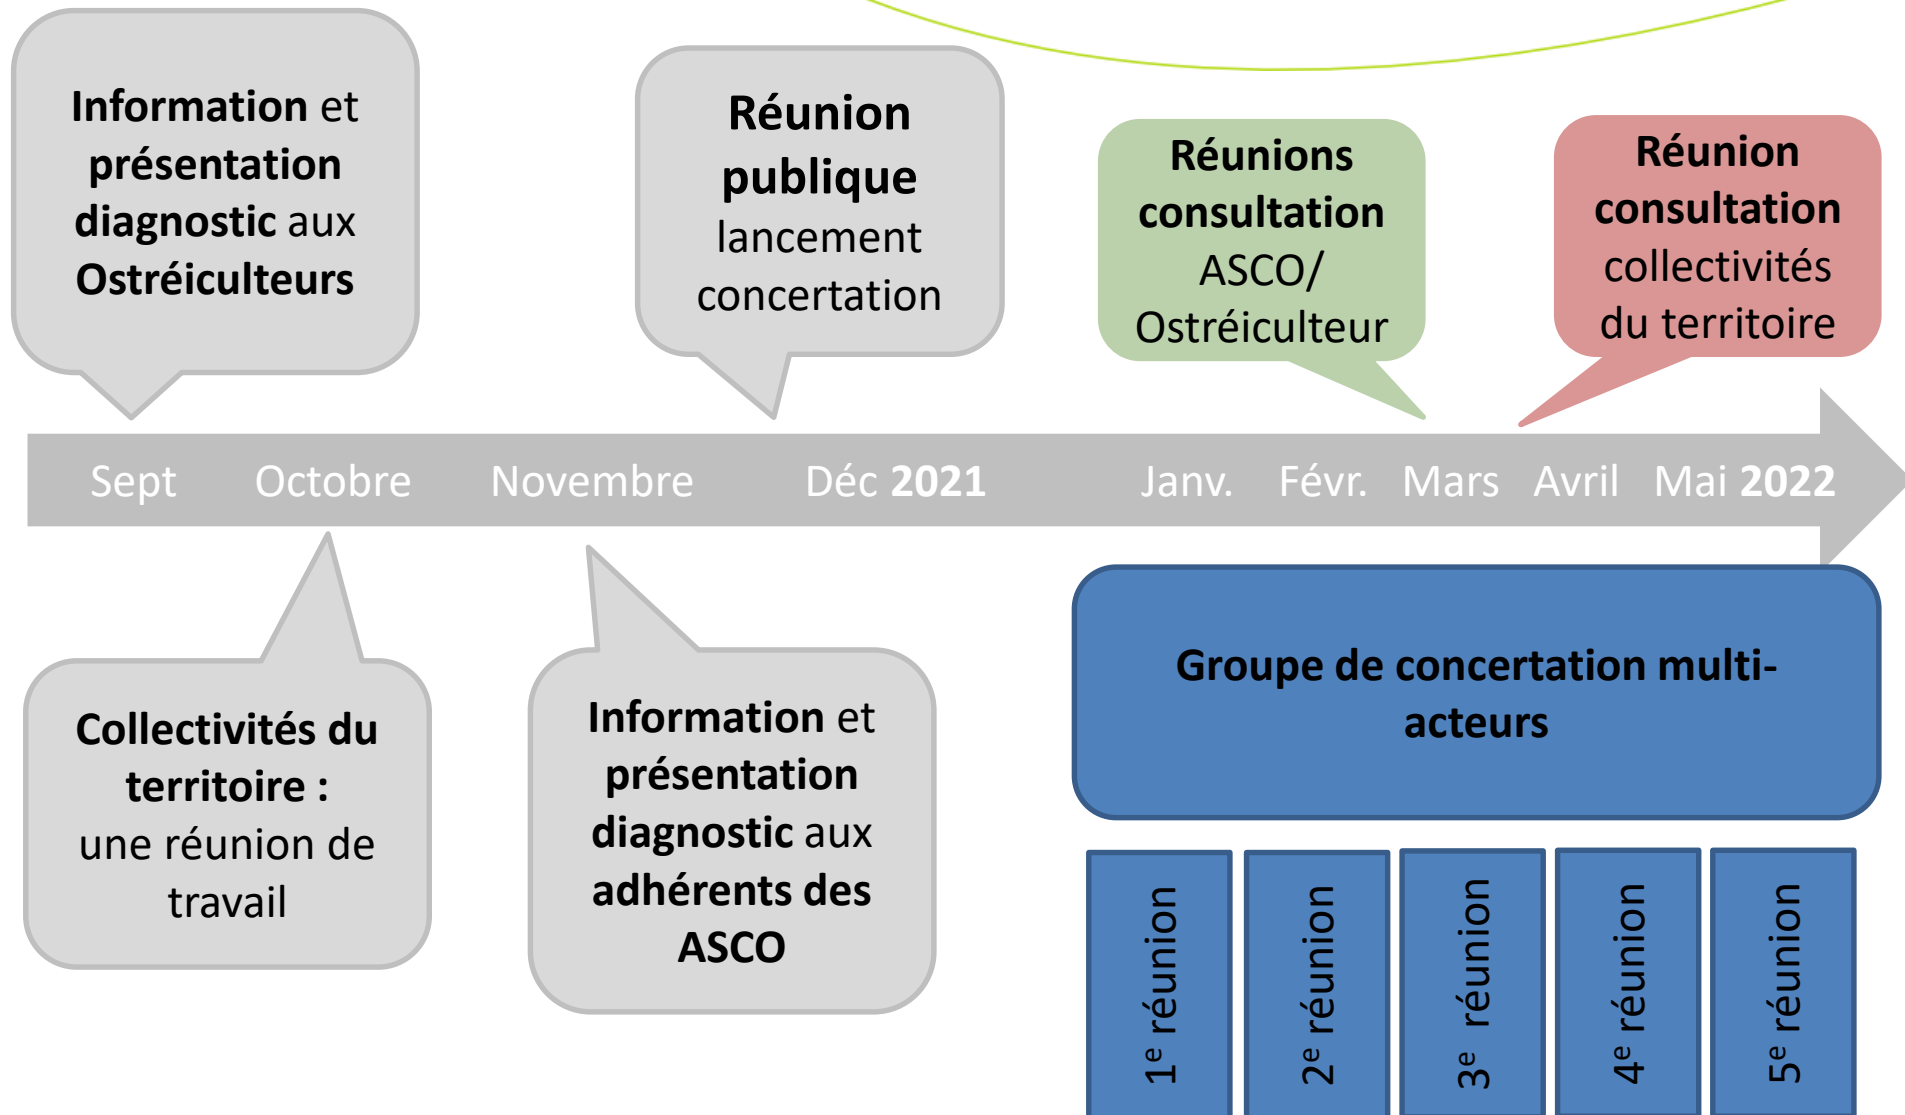 Information et
présentation
diagnostic aux
Ostréiculteurs
Réunion
publique
lancement
concertation
Réunions
consultation
ASCO/
Ostréiculteur
Réunion
consultation
collectivités
du territoire
Sept Octobre Novembre Déc 2021 Janv. Févr. Mars Avril Mai 2022
Collectivités du
territoire :
une réunion de
travail
Information et
présentation
diagnostic aux
adhérents des
ASCO
Groupe de concertation multi-
acteurs
1e réunion
2e réunion
3e réunion
4e réunion
5e réunion